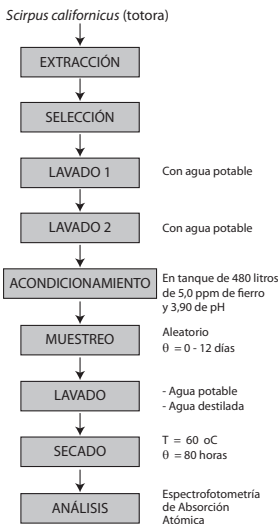 Scirpus californicus (totora)
EXTRACCIÓN
SELECCIÓN
LAVADO 1
Con agua potable
LAVADO 2
Con agua potable
ACONDICIONAMIENTO
En tanque de 480 litros
de 5,0 ppm de fierro
y 3,90 de pH
MUESTREO
Aleatorio
θ = 0 - 12 días
LAVADO
- Agua potable
- Agua destilada
SECADO
T = 60 oC
θ = 80 horas
ANÁLISIS
Espectrofotometría
de Absorción
Atómica